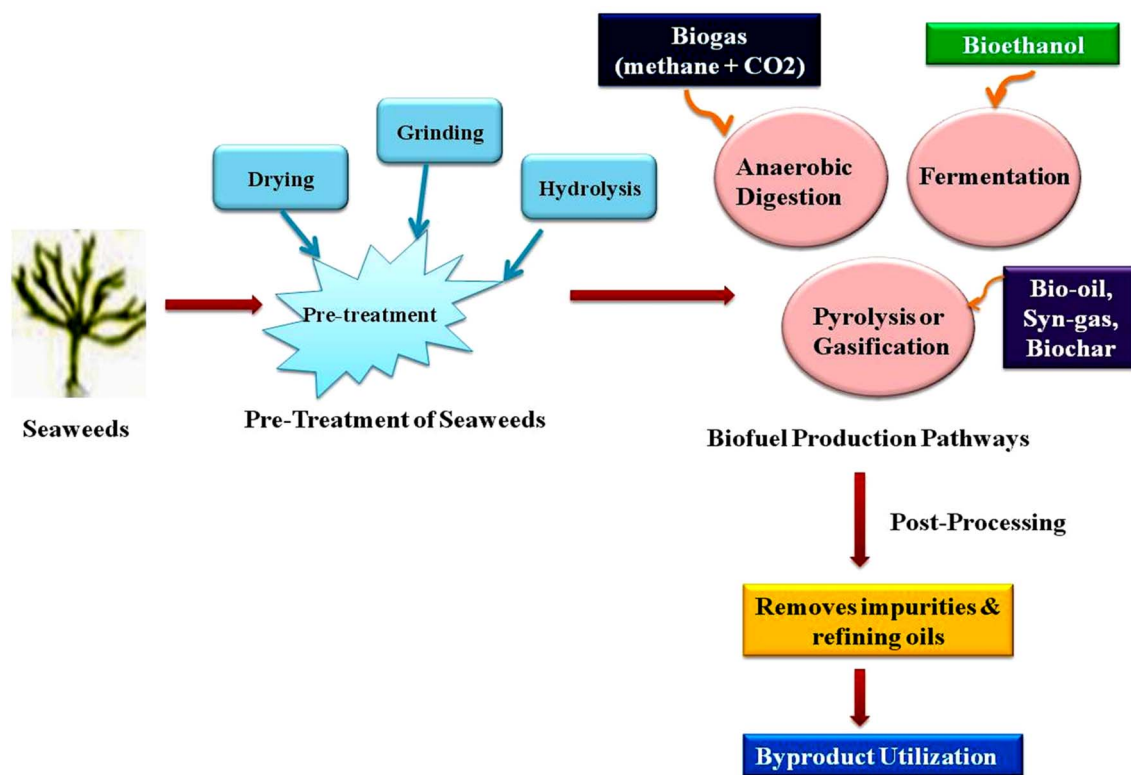 Biogas
(methane + CO2)
Bioethanol
Grinding
Drying
Hydrolysis
Anaerobic
Digestion
Fermentation
Pre-treatment
Pyrolysis or
Gasification
Bio-oil,
Syn-gas,
Biochar
Seaweeds
Pre-Treatment of Seaweeds
Biofuel Production Pathways
Post-Processing
Removes impurities &
refining oils
Byproduct Utilization